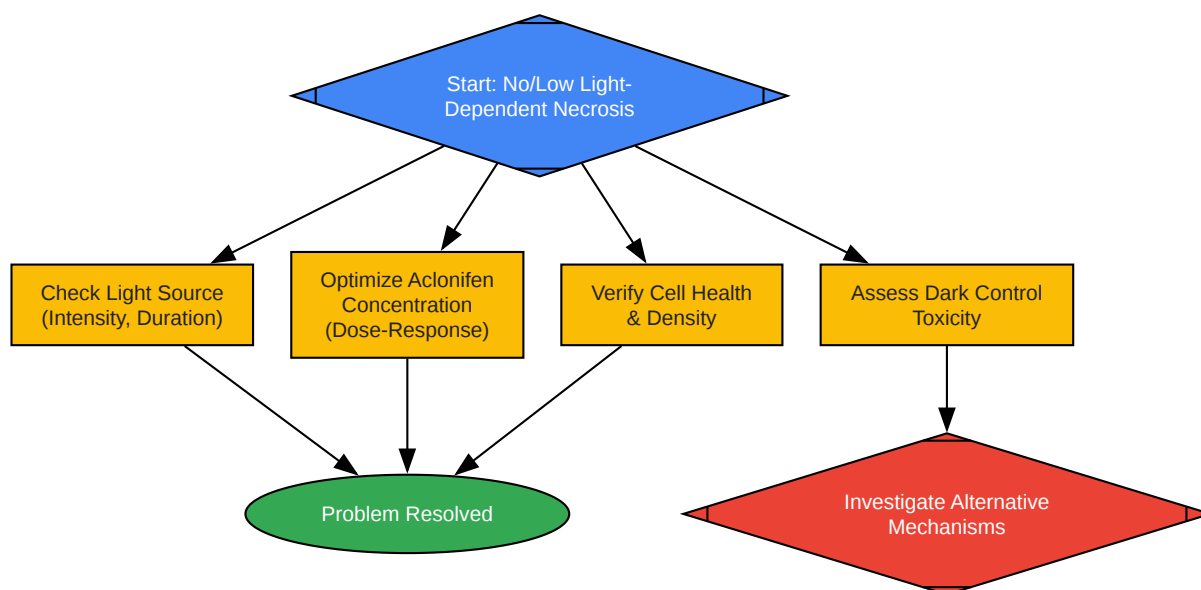 Start: No/Low Light-
Dependent Necrosis
Check Light Source
(Intensity, Duration)
Optimize Aclonifen
Concentration
(Dose-Response)
Verify Cell Health
& Density
Assess Dark Control
Toxicity
Problem Resolved
Investigate Alternative
Mechanisms